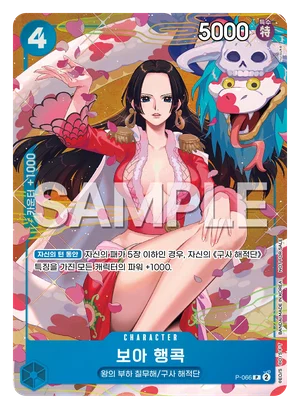 4
5000
특수
特
카운터 +1000
SAMPLE
자신의 턴 동안 자신의 패가 5장 이하인 경우, 자신의 《구사 해적단》
특징을 가진 모든 캐릭터의 파워 +1000.
CHARACTER
보아 행콕
왕의 부하 칠무해/구사 해적단
P-066 P
2